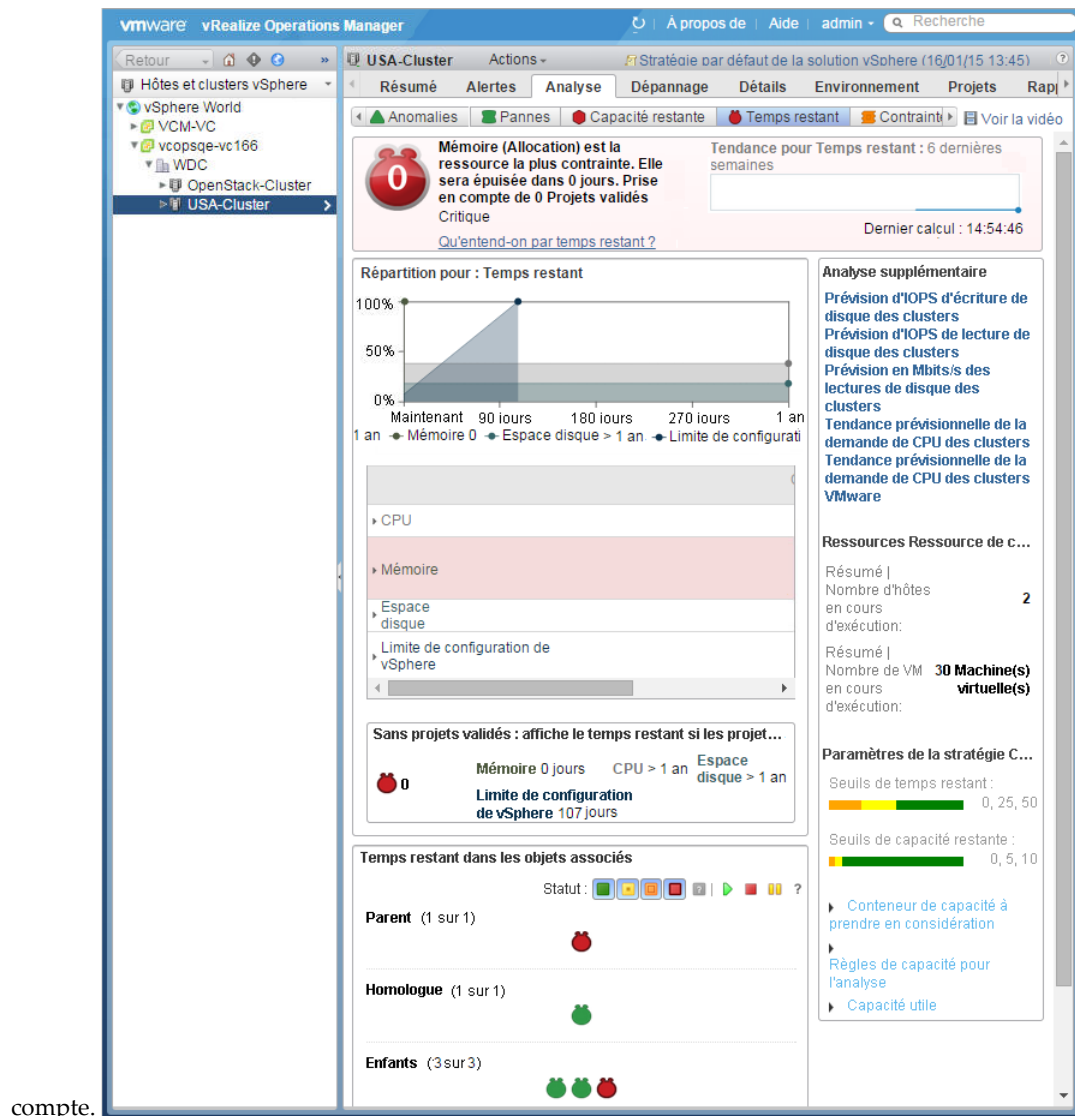 vmware vRealize Operations Manager
À propos de
Aide
admin
Recherche
Retour
»
Hôtes et clusters vSphere
vSphere World
VCM-VC
vcopsqe-vc166
WDC
OpenStack-Cluster
USA-Cluster
USA-Cluster
Actions
Stratégie par défaut de la solution vSphere (16/01/15 13:45)
?
Résumé
Alertes
Analyse
Dépannage
Détails
Environnement
Projets
Anomalies
Pannes
Capacité restante
Temps restant
Voir la vidéo
0
Mémoire (Allocation) est la
ressource la plus contrainte. Elle
sera épuisée dans 0 jours. Prise
en compte de 0 Projets validés
Critique
Qu'entend-on par temps restant ?
Tendance pour Temps restant : 6 dernières
semaines
Dernier calcul : 14:54:46
Répartition pour : Temps restant
100%
50%
0%
Maintenant
90 jours
180 jours
270 jours
1 an
1 an Mémoire 0 Espace disque > 1 an Limite de configurati
CPU
Mémoire
Espace
disque
Limite de configuration de
vSphere
Sans projets validés : affiche le temps restant si les projet...
0
Mémoire 0 jours
CPU > 1 an
Espace
disque > 1 an
Limite de configuration
de vSphere 107 jours
Temps restant dans les objets associés
Statut :
?
?
Parent (1 sur 1)
Homologue (1 sur 1)
Enfants (3 sur 3)
Analyse supplémentaire
Prévision d'IOPS d'écriture de
disque des clusters
Prévision d'IOPS de lecture de
disque des clusters
Prévision en Mbits/s des
lectures de disque des
clusters
Tendance prévisionnelle de la
demande de CPU des clusters
Tendance prévisionnelle de la
demande de CPU des clusters
VMware
Ressources Ressource de c...
Résumé |
Nombre d'hôtes
en cours
d'exécution:
2
Résumé |
Nombre de VM
en cours
d'exécution:
30 Machine(s)
virtuelle(s)
Paramètres de la stratégie C...
Seuils de temps restant :
0, 25, 50
Seuils de capacité restante :
0, 5, 10
Conteneur de capacité à
prendre en considération
Règles de capacité pour
l'analyse
Capacité utile
compte.